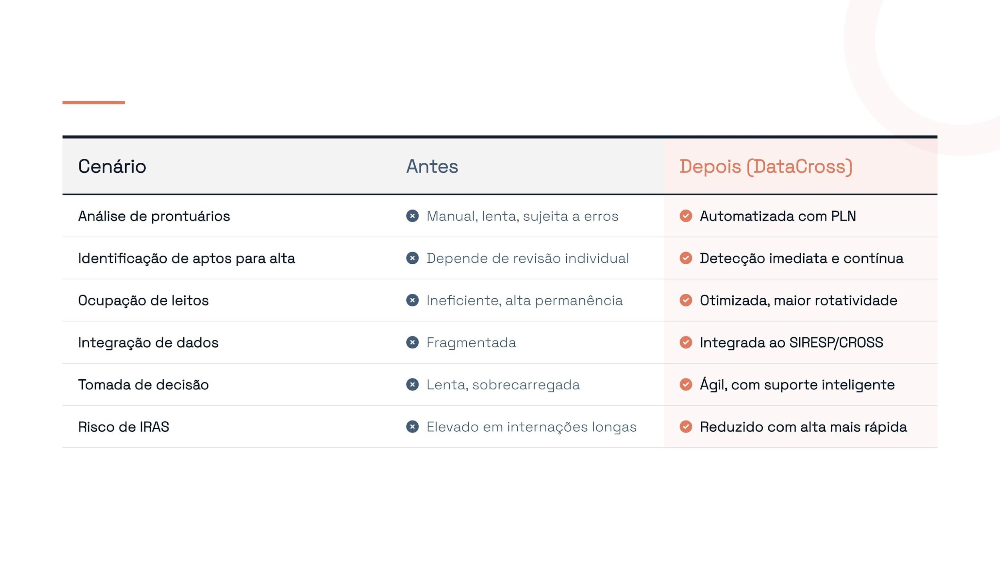 Cenário Antes Depois (DataCross)
Análise de prontuários Manual, lenta, sujeita a erros Automatizada com PLN
Identificação de aptos para alta Depende de revisão individual Detecção imediata e contínua
Ocupação de leitos Ineficiente, alta permanência Otimizada, maior rotatividade
Integração de dados Fragmentada Integrada ao SIRESP/CROSS
Tomada de decisão Lenta, sobrecarregada Ágil, com suporte inteligente
Risco de IRAS Elevado em internações longas Reduzido com alta mais rápida